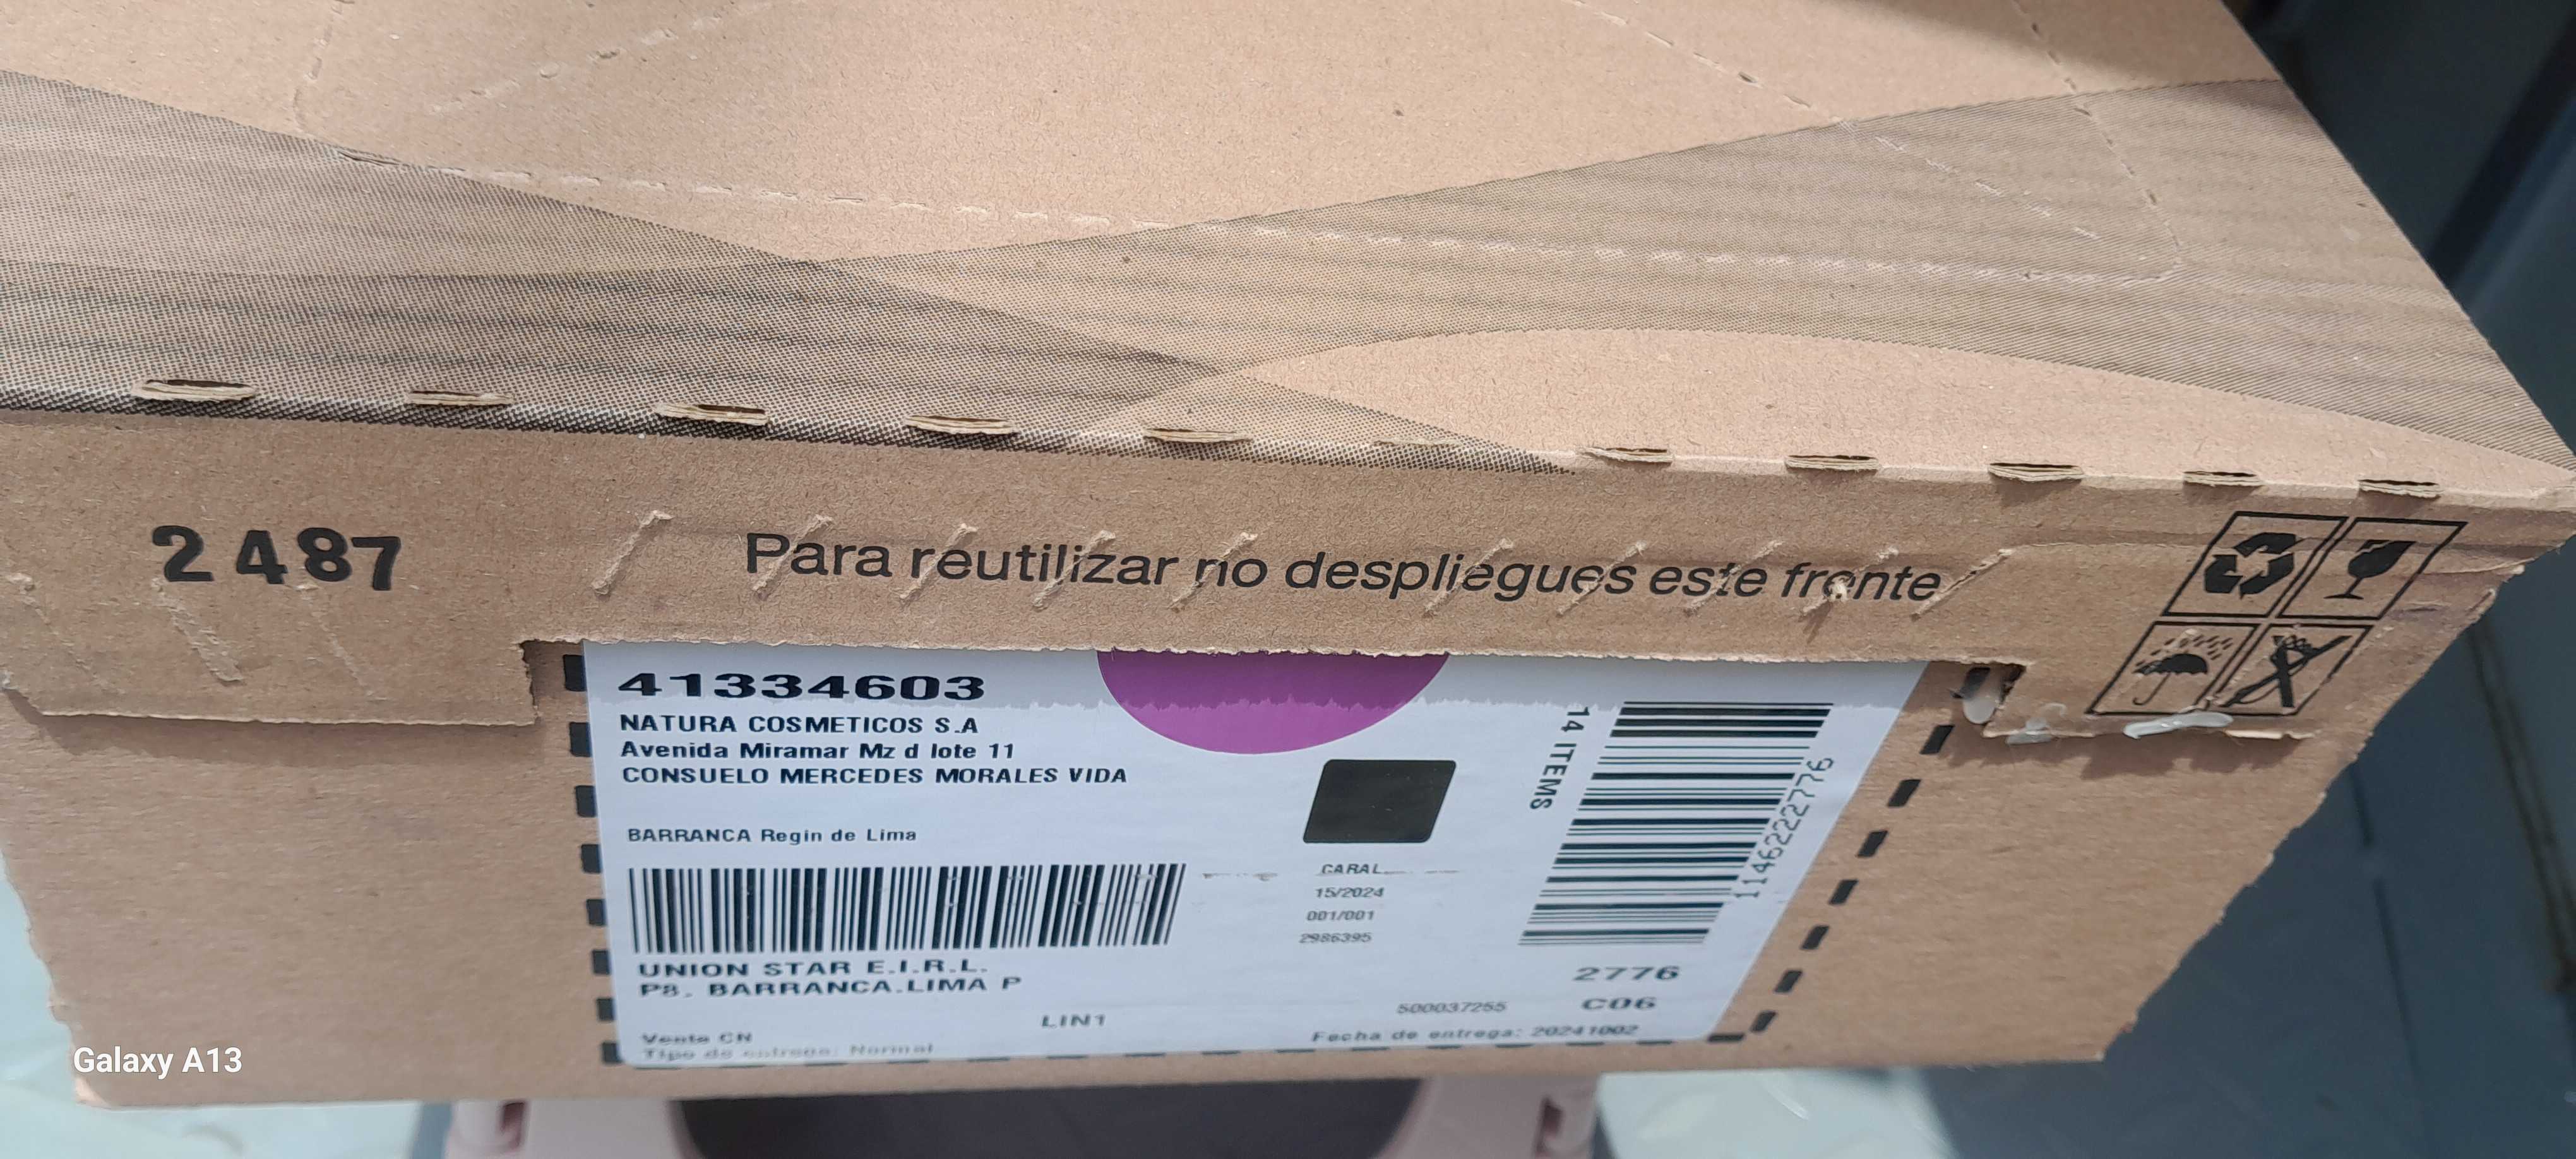 2487
Para reutilizar no despliegues este frente
41334603
NATURA COSMETICOS S.A
Avenida Miramar Mz d lote 11
CONSUELO MERCEDES MORALES VIDA
BARRANCA Regin de Lima
14 ITEMS
1146222776
CARAL
15/2024
001/001
2986395
UNION STAR E.I.R.L.
P8. BARRANCA.LIMA P
2776
LIN1
500037255
C06
Venta CN
Fecha de entrega: 20241002
Tipo de entrega: Normal
Galaxy A13